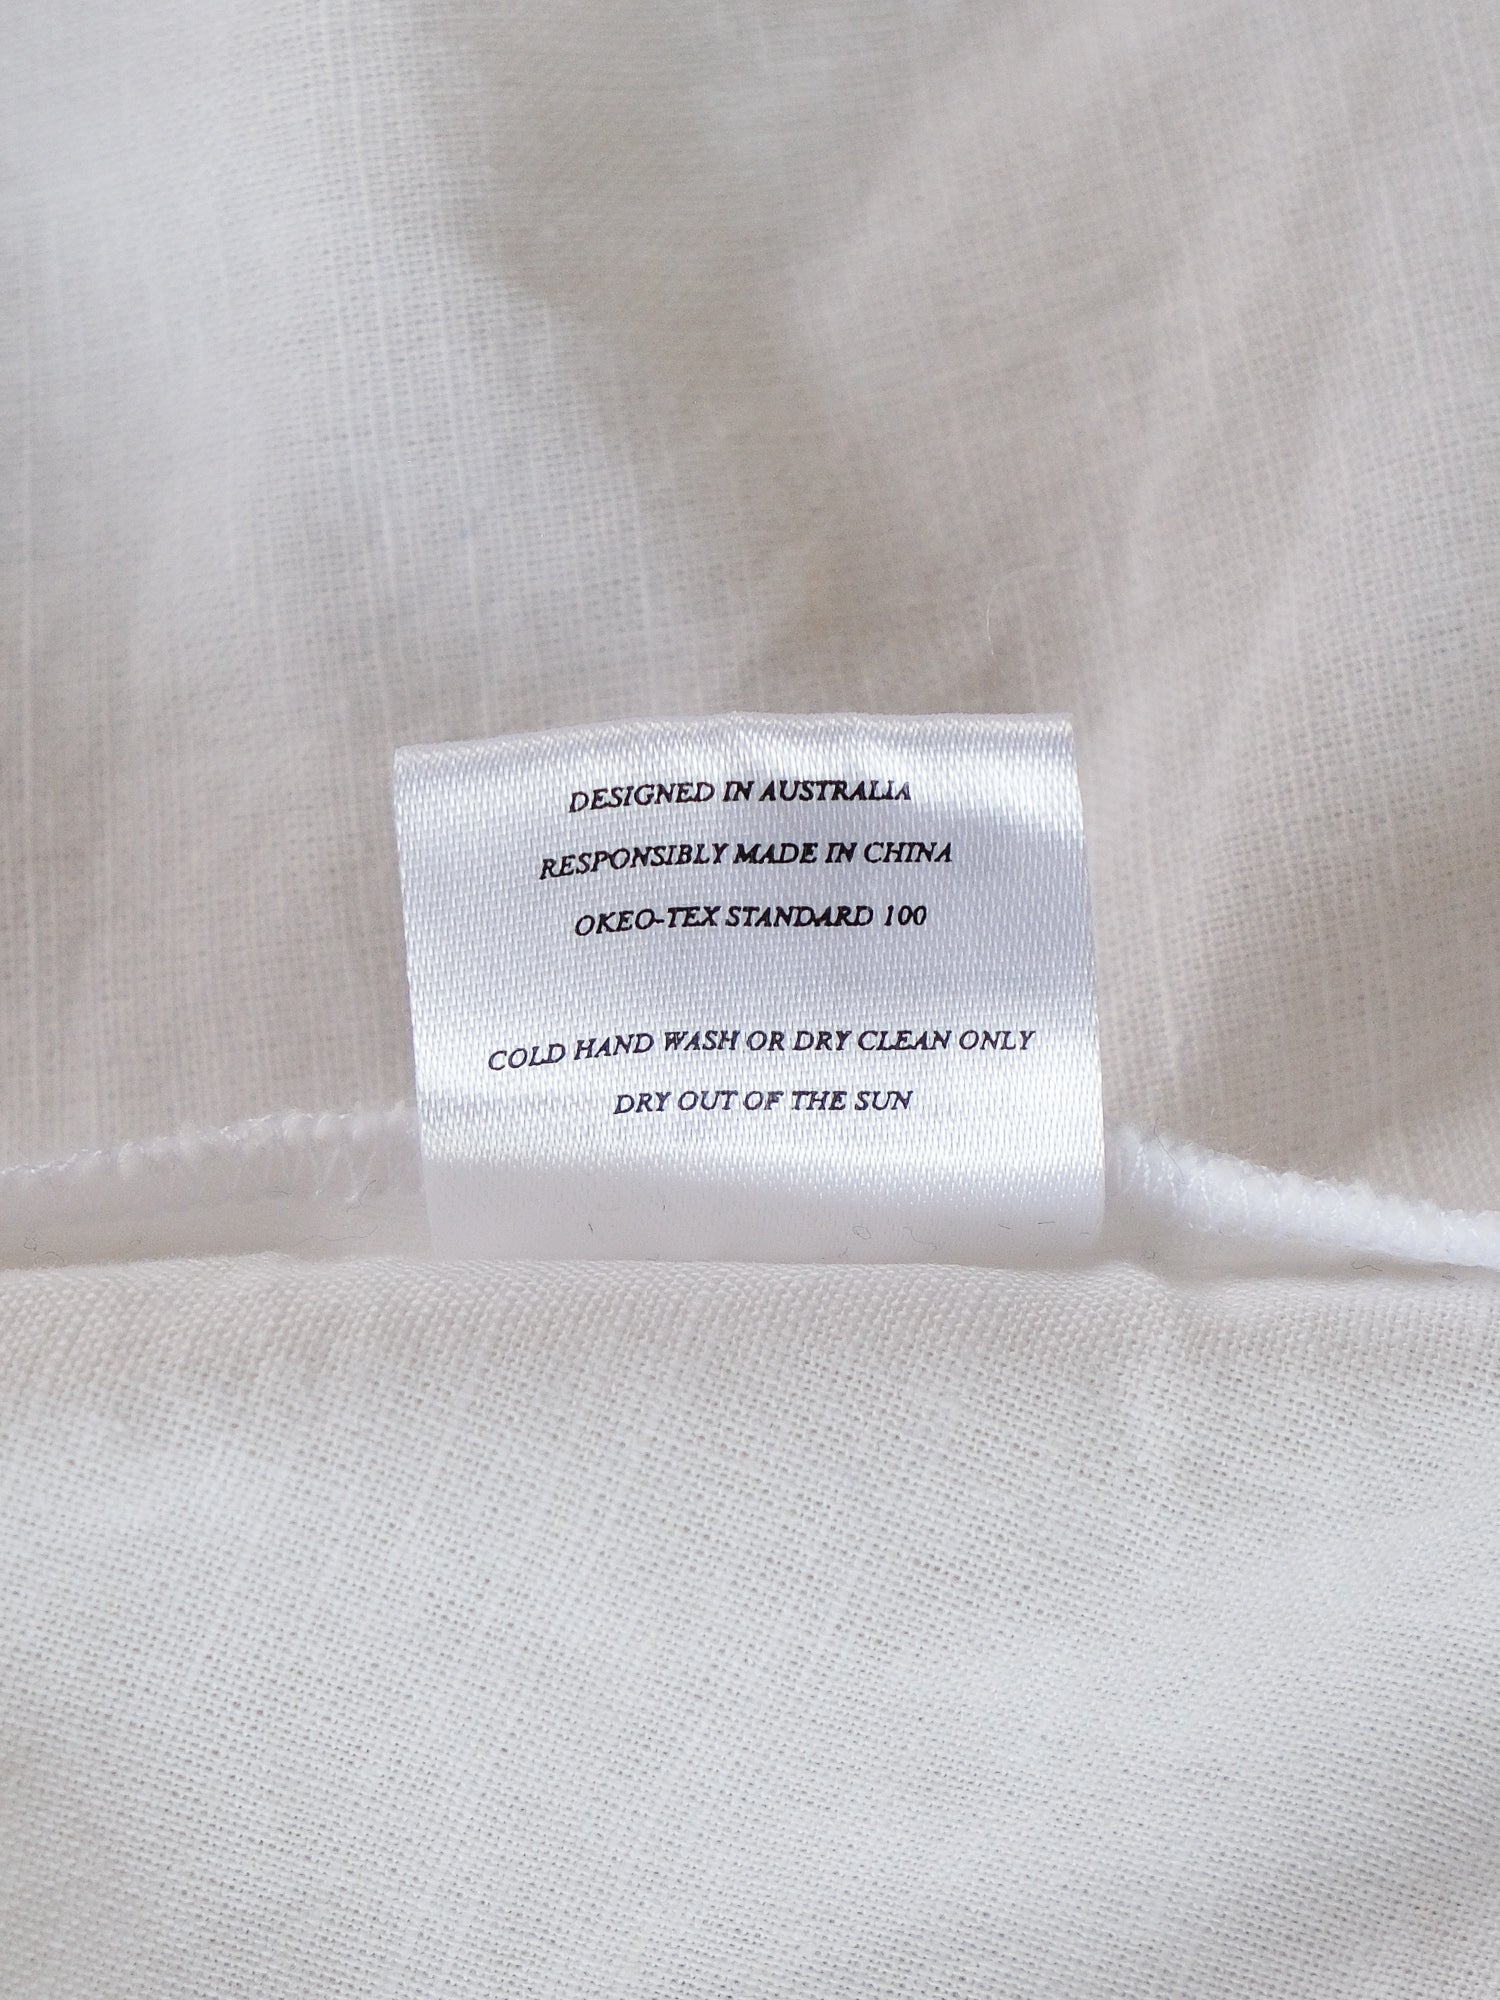 DESIGNED IN AUSTRALIA
RESPONSIBLY MADE IN CHINA
OKEO-TEX STANDARD 100
COLD HAND WASH OR DRY CLEAN ONLY
DRY OUT OF THE SUN